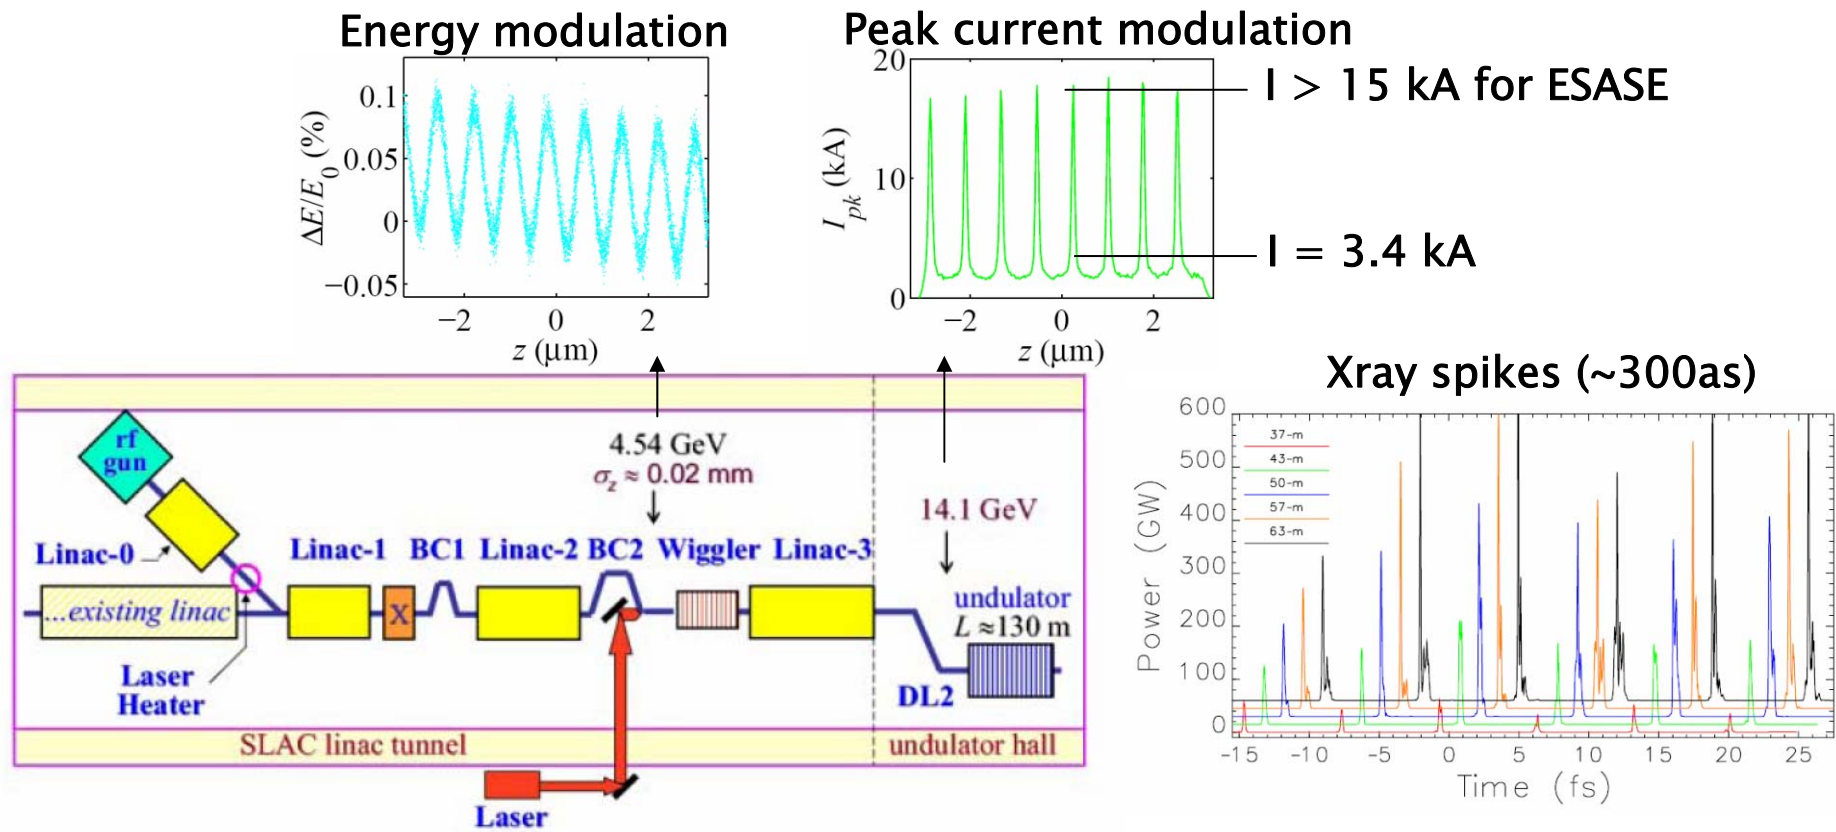 Energy modulation
Peak current modulation
ΔE/E0 (%)
0.1
0.05
0
−0.05
−2 0 2
z (μm)
Ipk (kA)
20
10
0
−2 0 2
z (μm)
I > 15 kA for ESASE
I = 3.4 kA
rf
gun
Linac-0
...existing linac
Laser
Heater
Linac-1
X
BC1
Linac-2
BC2
4.54 GeV
σz ≈ 0.02 mm
Wiggler
Linac-3
14.1 GeV
undulator
L ≈130 m
DL2
SLAC linac tunnel
undulator hall
Laser
Xray spikes (~300as)
Power (GW)
600
500
400
300
200
100
0
37-m
43-m
50-m
57-m
63-m
-15 -10 -5 0 5 10 15 20 25
Time (fs)